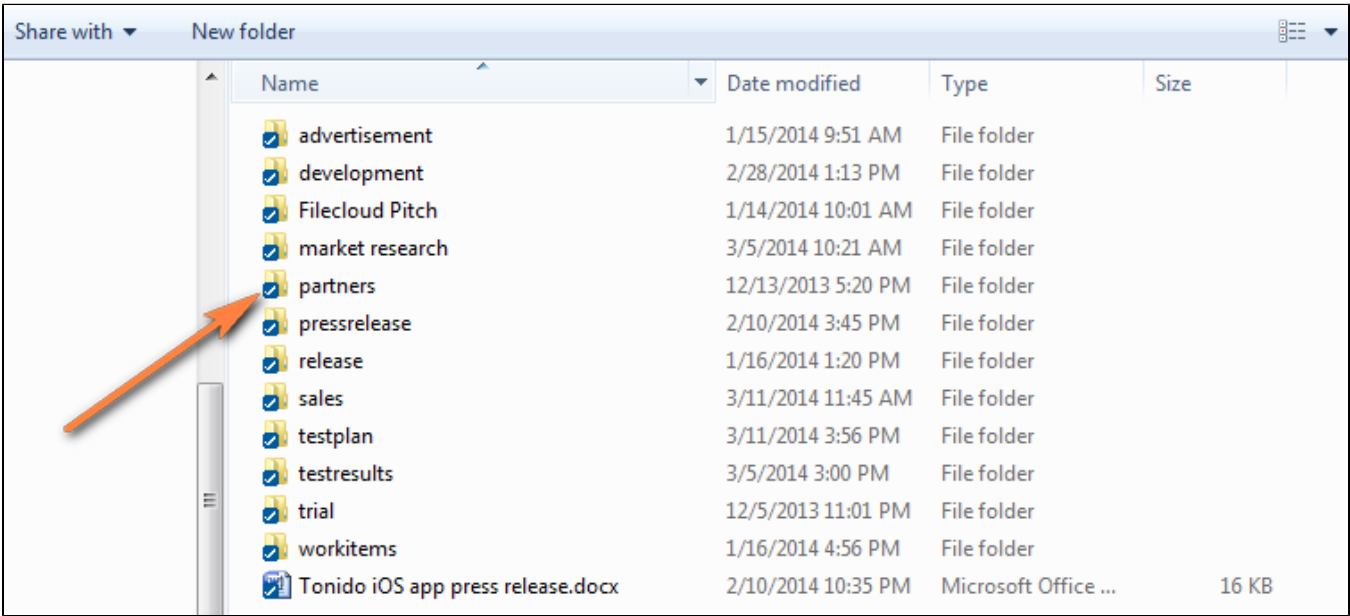 Share with New folder
Name Date modified Type Size
advertisement 1/15/2014 9:51 AM File folder
development 2/28/2014 1:13 PM File folder
Filecloud Pitch 1/14/2014 10:01 AM File folder
market research 3/5/2014 10:21 AM File folder
partners 12/13/2013 5:20 PM File folder
pressrelease 2/10/2014 3:45 PM File folder
release 1/16/2014 1:20 PM File folder
sales 3/11/2014 11:45 AM File folder
testplan 3/11/2014 3:56 PM File folder
testresults 3/5/2014 3:00 PM File folder
trial 12/5/2013 11:01 PM File folder
workitems 1/16/2014 4:56 PM File folder
Tonido iOS app press release.docx 2/10/2014 10:35 PM Microsoft Office ... 16 KB